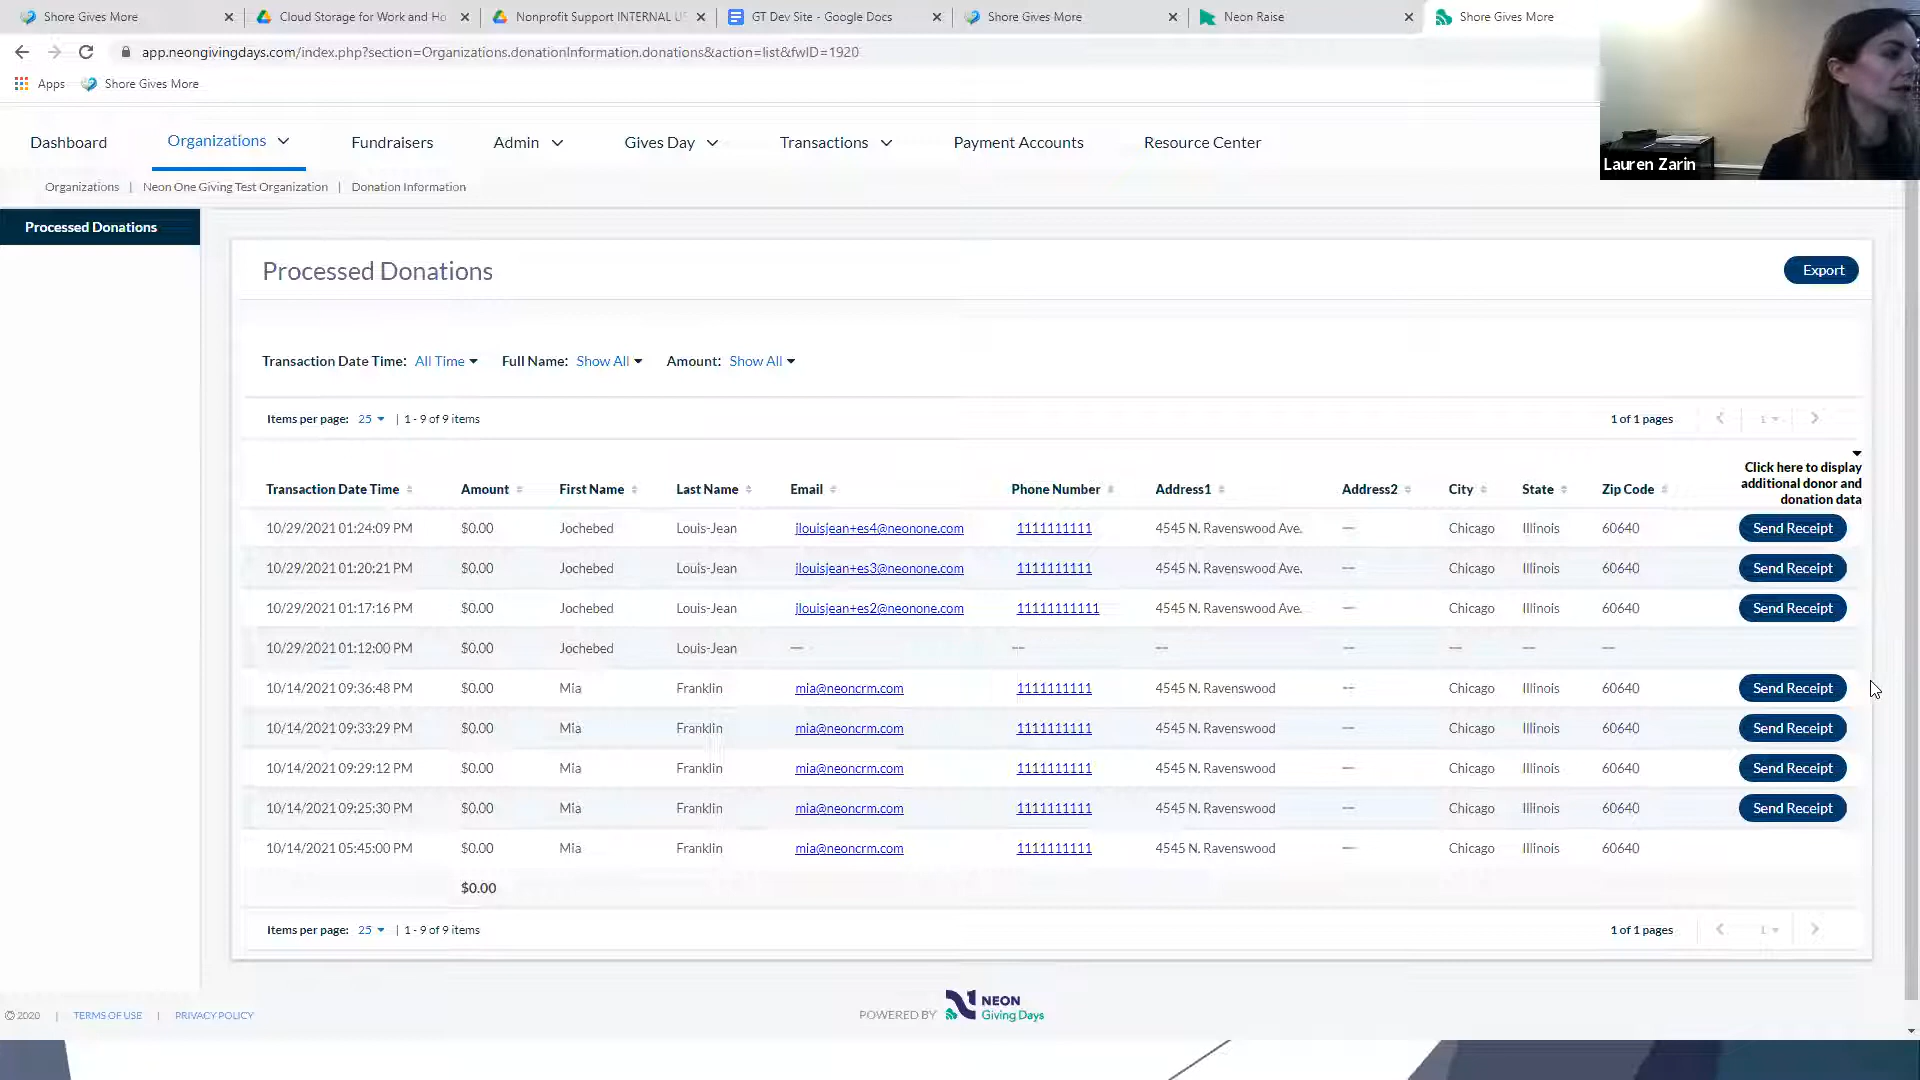 Shore Gives More
Cloud Storage for Work and Ho
Nonprofit Support INTERNAL U
GT Dev Site - Google Docs
Shore Gives More
Neon Raise
Shore Gives More
app.neongivingdays.com/index.php?section=Organizations.donationInformation.donations&action=list&fwID=1920
Apps Shore Gives More
Dashboard Organizations Fundraisers Admin Gives Day Transactions Payment Accounts Resource Center
Lauren Zarin
Organizations | Neon One Giving Test Organization | Donation Information
Processed Donations
Processed Donations
Export
Transaction Date Time: All Time Full Name: Show All Amount: Show All
Items per page: 25 | 1 - 9 of 9 items 1 of 1 pages 1
Click here to display additional donor and donation data
Transaction Date Time Amount First Name Last Name Email Phone Number Address1 Address2 City State Zip Code
10/29/2021 01:24:09 PM $0.00 Jochebed Louis-Jean jlouisjean+es4@neonone.com 1111111111 4545 N. Ravenswood Ave. — Chicago Illinois 60640 Send Receipt
10/29/2021 01:20:21 PM $0.00 Jochebed Louis-Jean jlouisjean+es3@neonone.com 1111111111 4545 N. Ravenswood Ave. — Chicago Illinois 60640 Send Receipt
10/29/2021 01:17:16 PM $0.00 Jochebed Louis-Jean jlouisjean+es2@neonone.com 11111111111 4545 N. Ravenswood Ave. — Chicago Illinois 60640 Send Receipt
10/29/2021 01:12:00 PM $0.00 Jochebed Louis-Jean — — — — — — —
10/14/2021 09:36:48 PM $0.00 Mia Franklin mia@neoncrm.com 1111111111 4545 N. Ravenswood — Chicago Illinois 60640 Send Receipt
10/14/2021 09:33:29 PM $0.00 Mia Franklin mia@neoncrm.com 1111111111 4545 N. Ravenswood — Chicago Illinois 60640 Send Receipt
10/14/2021 09:29:12 PM $0.00 Mia Franklin mia@neoncrm.com 1111111111 4545 N. Ravenswood — Chicago Illinois 60640 Send Receipt
10/14/2021 09:25:30 PM $0.00 Mia Franklin mia@neoncrm.com 1111111111 4545 N. Ravenswood — Chicago Illinois 60640 Send Receipt
10/14/2021 05:45:00 PM $0.00 Mia Franklin mia@neoncrm.com 1111111111 4545 N. Ravenswood — Chicago Illinois 60640
$0.00
Items per page: 25 | 1 - 9 of 9 items 1 of 1 pages 1
© 2020 | TERMS OF USE | PRIVACY POLICY
POWERED BY NEON Giving Days